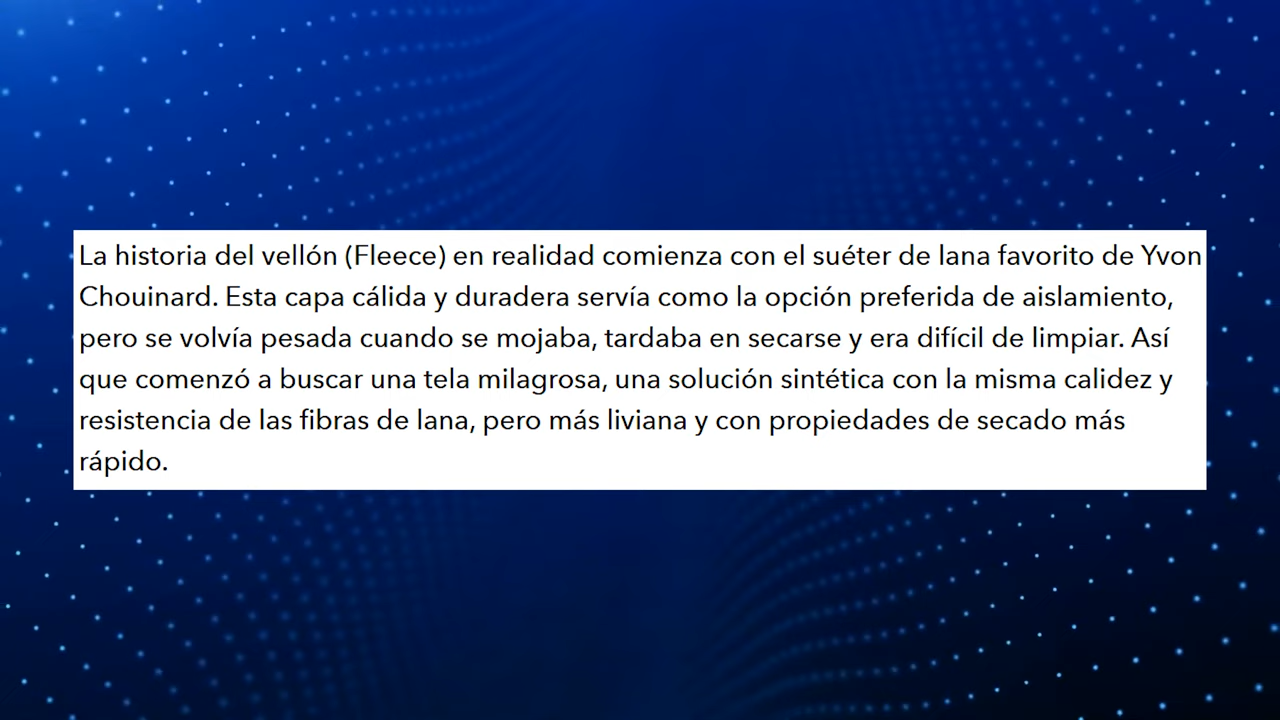 La historia del vellón (Fleece) en realidad comienza con el suéter de lana favorito de Yvon
Chouinard. Esta capa cálida y duradera servía como la opción preferida de aislamiento,
pero se volvía pesada cuando se mojaba, tardaba en secarse y era difícil de limpiar. Así
que comenzó a buscar una tela milagrosa, una solución sintética con la misma calidez y
resistencia de las fibras de lana, pero más liviana y con propiedades de secado más
rápido.